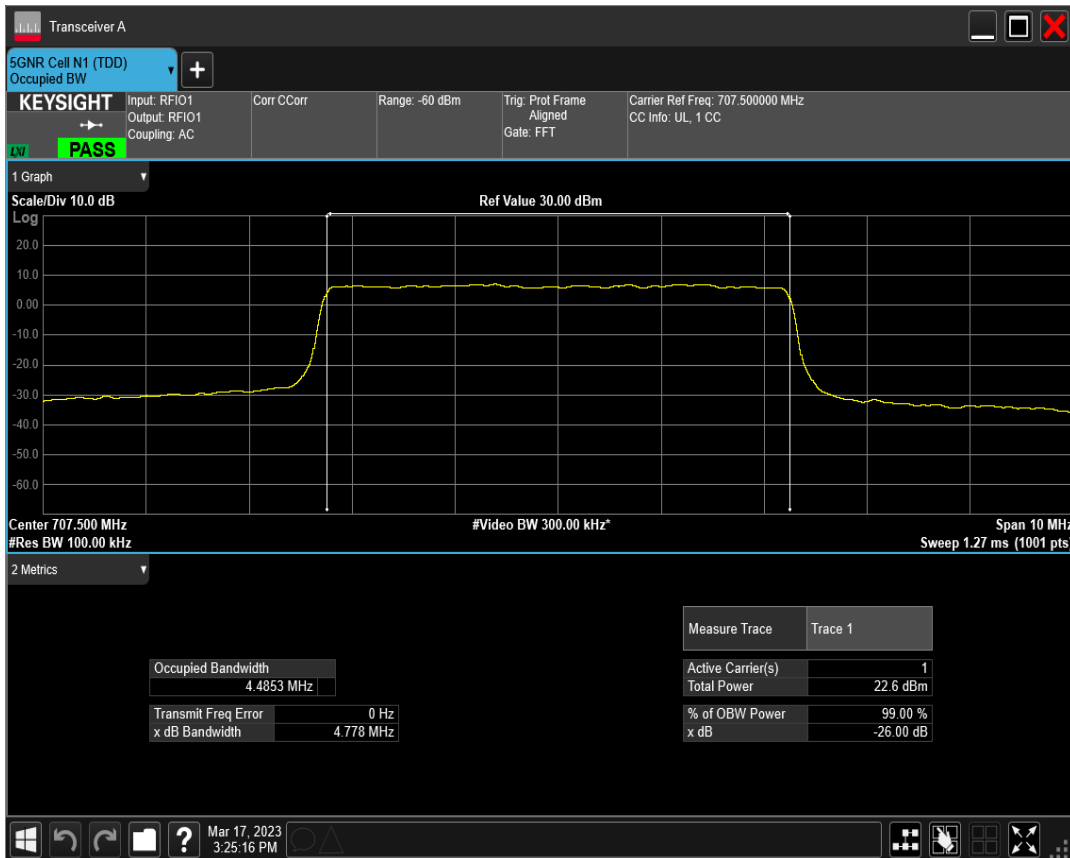 Transceiver A
5GNR Cell N1 (TDD)
Occupied BW
+
KEYSIGHT
LXI
PASS
Input: RFIO1
Output: RFIO1
Coupling: AC
Corr CCorr
Range: -60 dBm
Trig: Prot Frame
Aligned
Gate: FFT
Carrier Ref Freq: 707.500000 MHz
CC Info: UL, 1 CC
1 Graph
Scale/Div 10.0 dB
Ref Value 30.00 dBm
Log
20.0
10.0
0.00
-10.0
-20.0
-30.0
-40.0
-50.0
-60.0
Center 707.500 MHz
#Video BW 300.00 kHz*
Span 10 MHz
#Res BW 100.00 kHz
Sweep 1.27 ms (1001 pts)
2 Metrics
Measure Trace Trace 1
Occupied Bandwidth
4.4853 MHz
Transmit Freq Error 0 Hz
x dB Bandwidth 4.778 MHz
Active Carrier(s) 1
Total Power 22.6 dBm
% of OBW Power 99.00 %
x dB -26.00 dB
?
Mar 17, 2023
3:25:16 PM